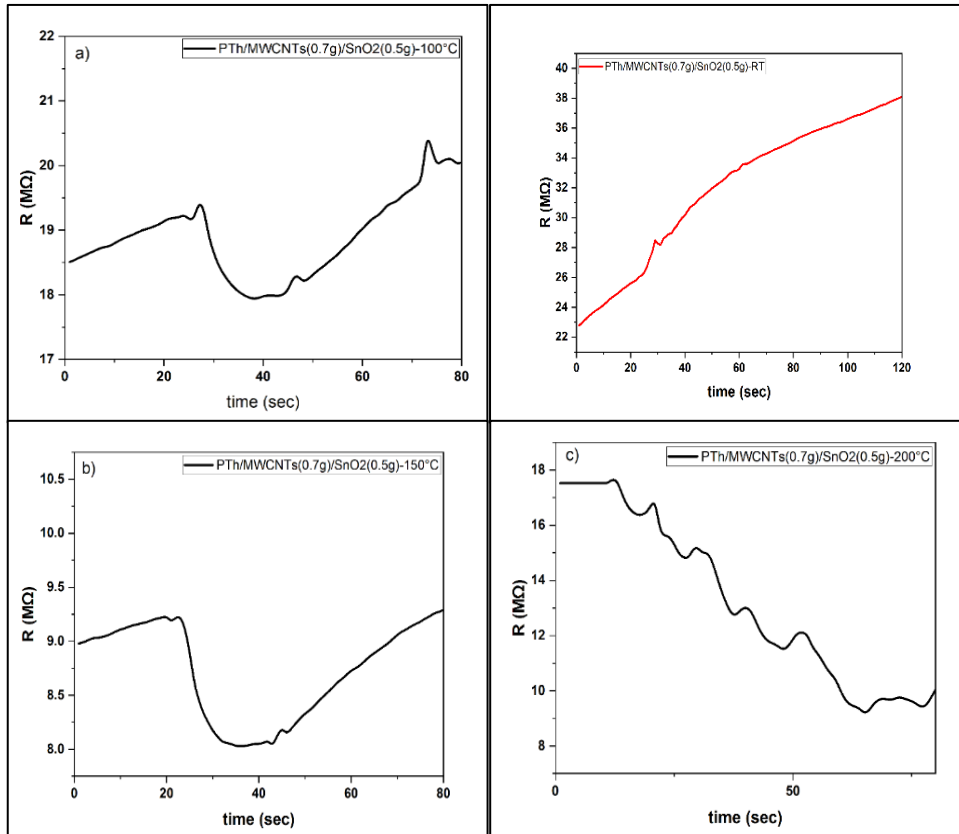 a)
PTh/MWCNTs(0.7g)/SnO2(0.5g)-100°C
R (MΩ)
22
21
20
19
18
17
0 20 40 60 80
time (sec)
PTh/MWCNTs(0.7g)/SnO2(0.5g)-RT
R (MΩ)
40
38
36
34
32
30
28
26
24
22
0 20 40 60 80 100 120
time (sec)
b)
PTh/MWCNTs(0.7g)/SnO2(0.5g)-150°C
R (MΩ)
10.5
10.0
9.5
9.0
8.5
8.0
0 20 40 60 80
time (sec)
c)
PTh/MWCNTs(0.7g)/SnO2(0.5g)-200°C
R (MΩ)
18
16
14
12
10
8
0 50
time (sec)